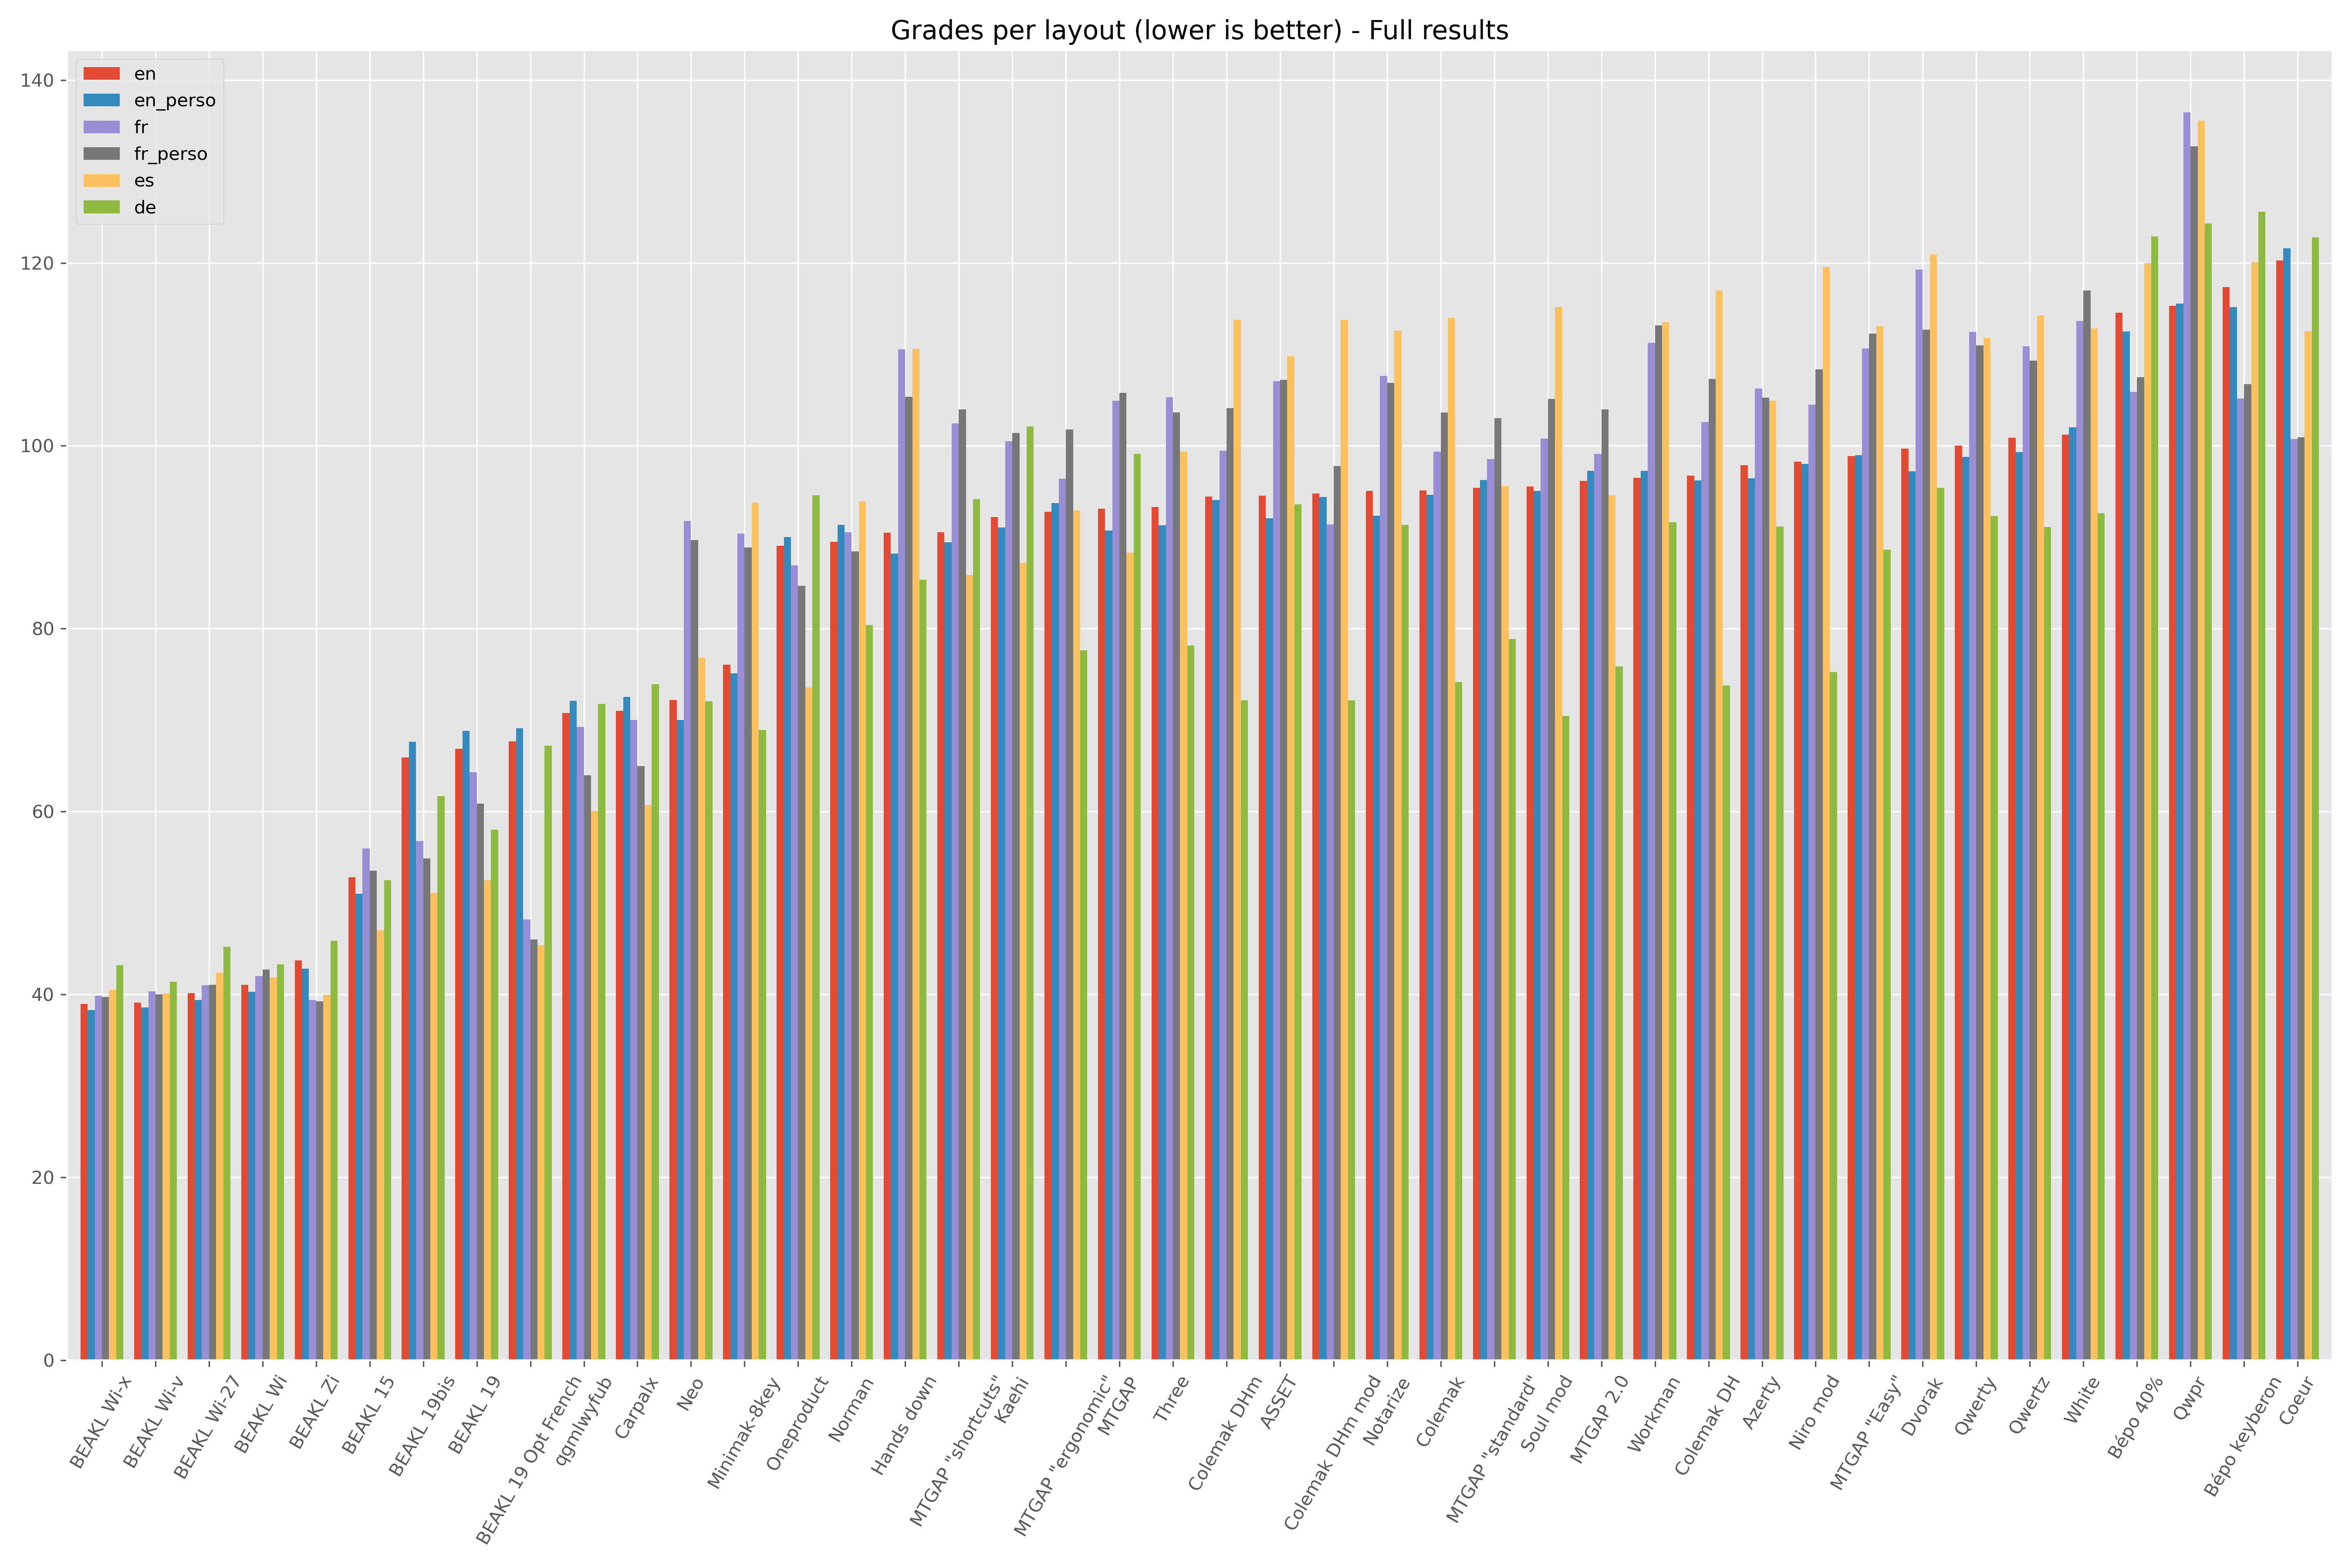 Grades per layout (lower is better) - Full results
en
en_perso
fr
fr_perso
es
de
140
120
100
80
60
40
20
0
BEAKL Wi-x
BEAKL Wi-v
BEAKL Wi-27
BEAKL Wi
BEAKL Zi
BEAKL 15
BEAKL 19bis
BEAKL 19
BEAKL 19 Opt French
qgmlwyfub
Carpalx
Neo
Minimak-8key
Oneproduct
Norman
Hands down
MTGAP "shortcuts"
Kaehi
MTGAP "ergonomic"
MTGAP
Three
Colemak DHm
ASSET
Colemak DHm mod
Notarize
Colemak
MTGAP "standard"
Soul mod
MTGAP 2.0
Workman
Colemak DH
Azerty
Niro mod
MTGAP "Easy"
Dvorak
Qwerty
Qwertz
White
Bépo 40%
Qwpr
Bépo keyberon
Coeur